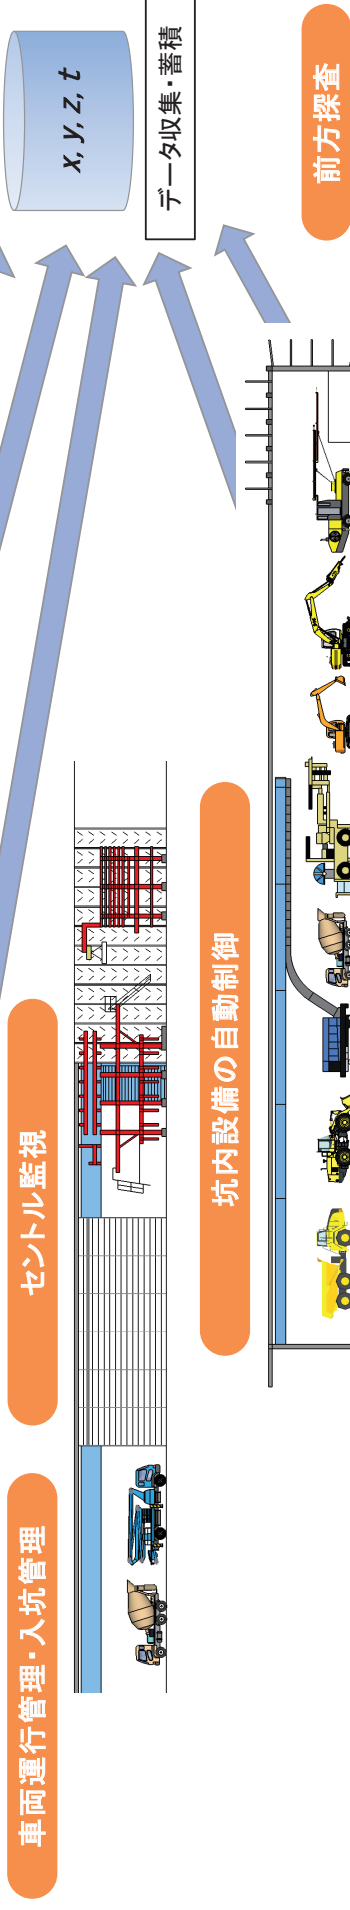 x, y, z, t
データ収集・蓄積
前方探査
セントル監視
坑内設備の自動制御
車両運行管理・入坑管理